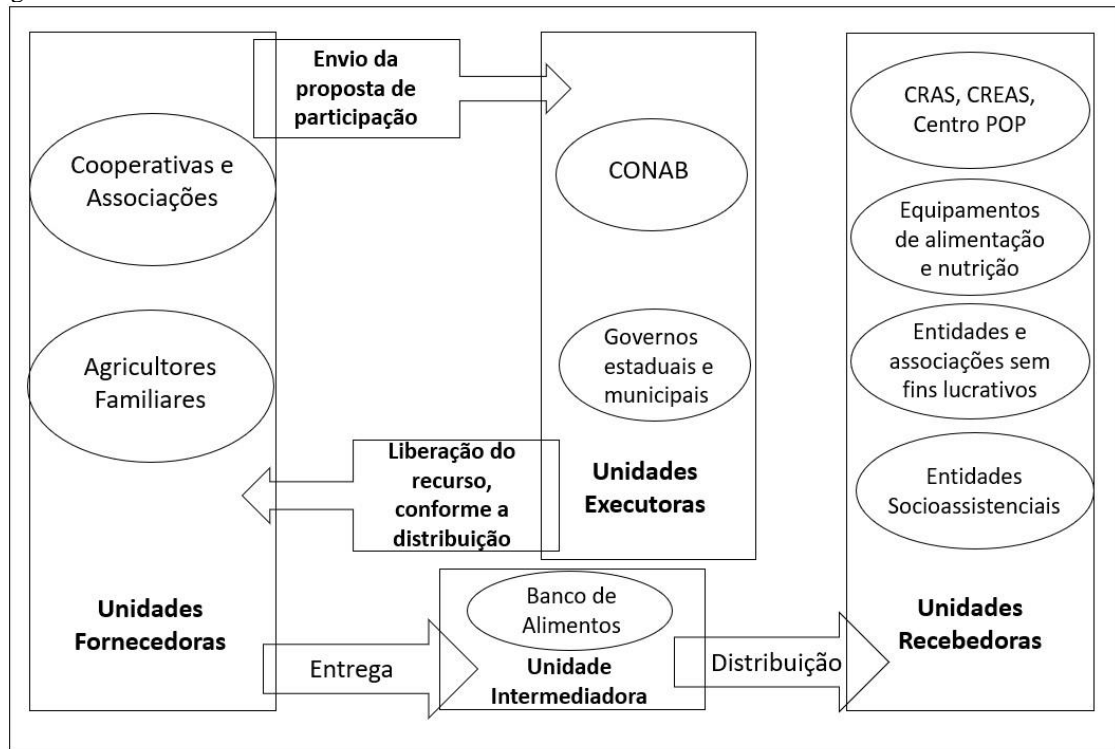 Envio da
proposta de
participação
Cooperativas e
Associações
Agricultores
Familiares
Unidades
Fornecedoras
CONAB
Governos
estaduais e
municipais
Unidades
Executoras
Liberação do
recurso,
conforme a
distribuição
Entrega
Banco de
Alimentos
Unidade
Intermediadora
Distribuição
CRAS, CREAS,
Centro POP
Equipamentos
de alimentação
e nutrição
Entidades e
associações sem
fins lucrativos
Entidades
Socioassistenciais
Unidades
Recebedoras